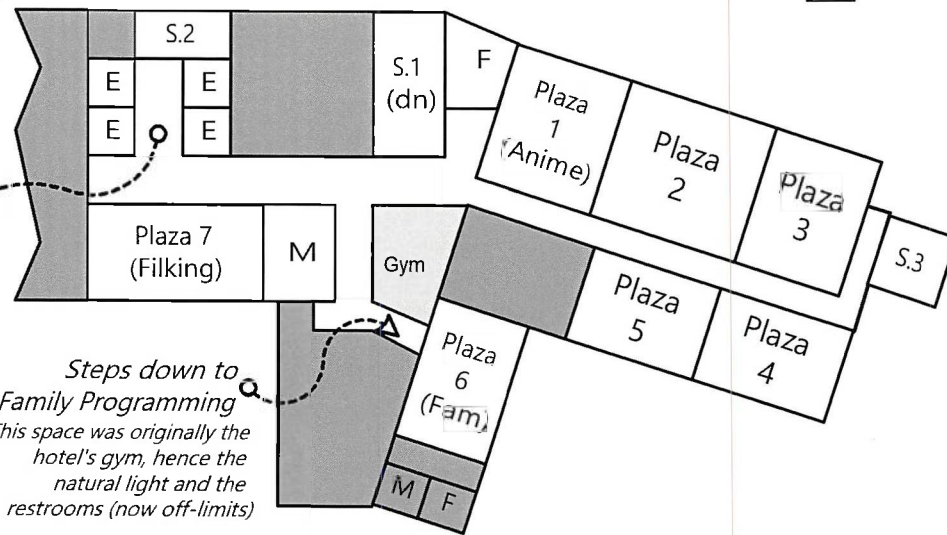 S.2
E
E
E
E
S.1
(dn)
F
Plaza
1
(Anime)
Plaza
2
Plaza
3
S.3
Plaza 7
(Filking)
M
Gym
Plaza
5
Plaza
4
Plaza
6
(Fam)
M
F
Steps down to
Family Programming
This space was originally the
hotel's gym, hence the
natural light and the
restrooms (now off-limits)